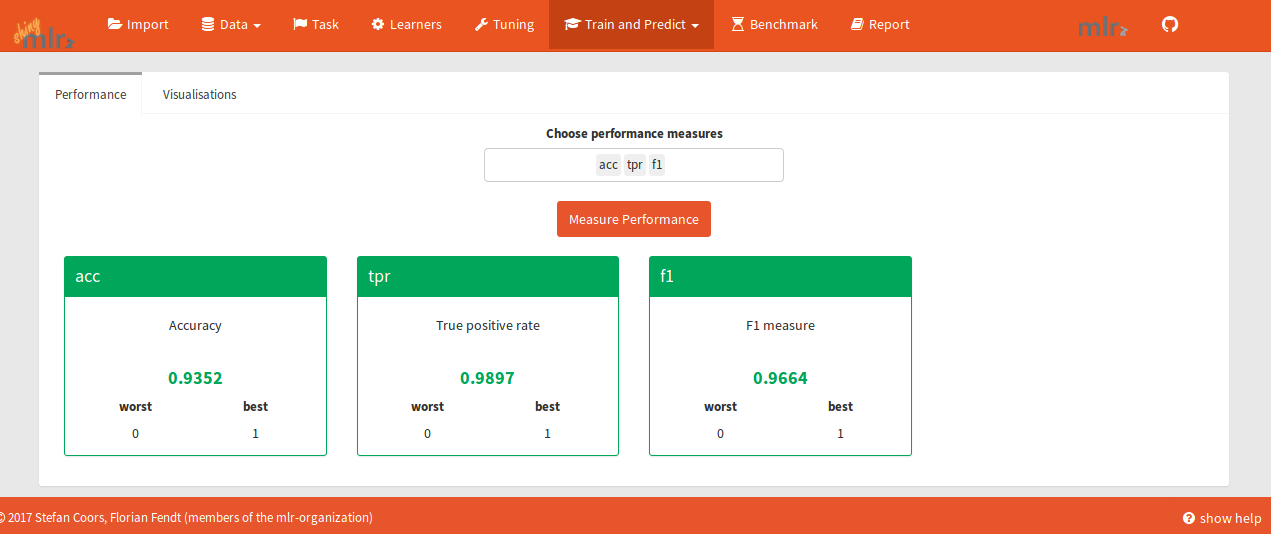 shiny mlr Import Data Task Learners Tuning Train and Predict Benchmark Report mlr
Performance Visualisations
Choose performance measures
acc tpr f1
Measure Performance
acc tpr f1
Accuracy True positive rate F1 measure
0.9352 0.9897 0.9664
worst best worst best worst best
0 1 0 1 0 1
© 2017 Stefan Coors, Florian Fendt (members of the mlr-organization) show help